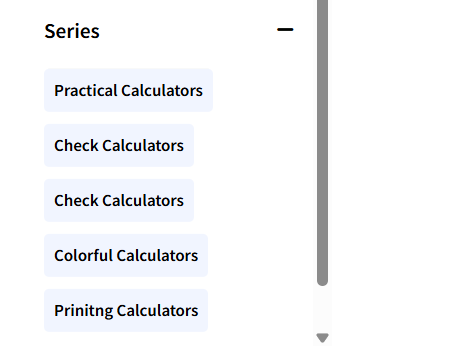 Series
Practical Calculators
Check Calculators
Check Calculators
Colorful Calculators
Prinitng Calculators